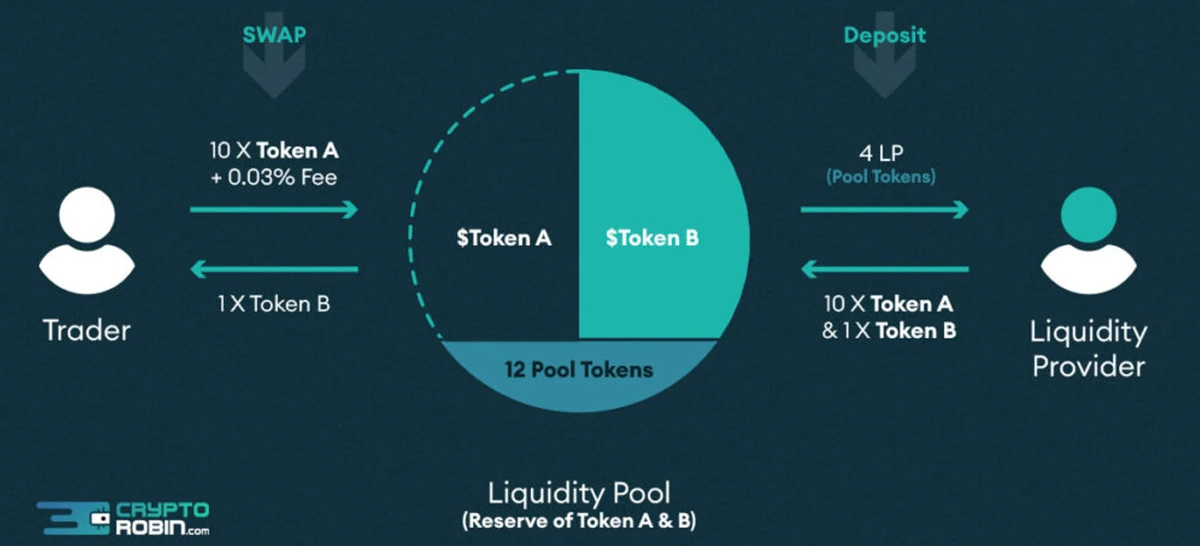 SWAP
Deposit
10 X Token A
+ 0.03% Fee
4 LP
(Pool Tokens)
$Token A
$Token B
1 X Token B
10 X Token A
& 1 X Token B
Trader
Liquidity
Provider
12 Pool Tokens
Liquidity Pool
(Reserve of Token A & B)
CRYPTO
ROBIN.com